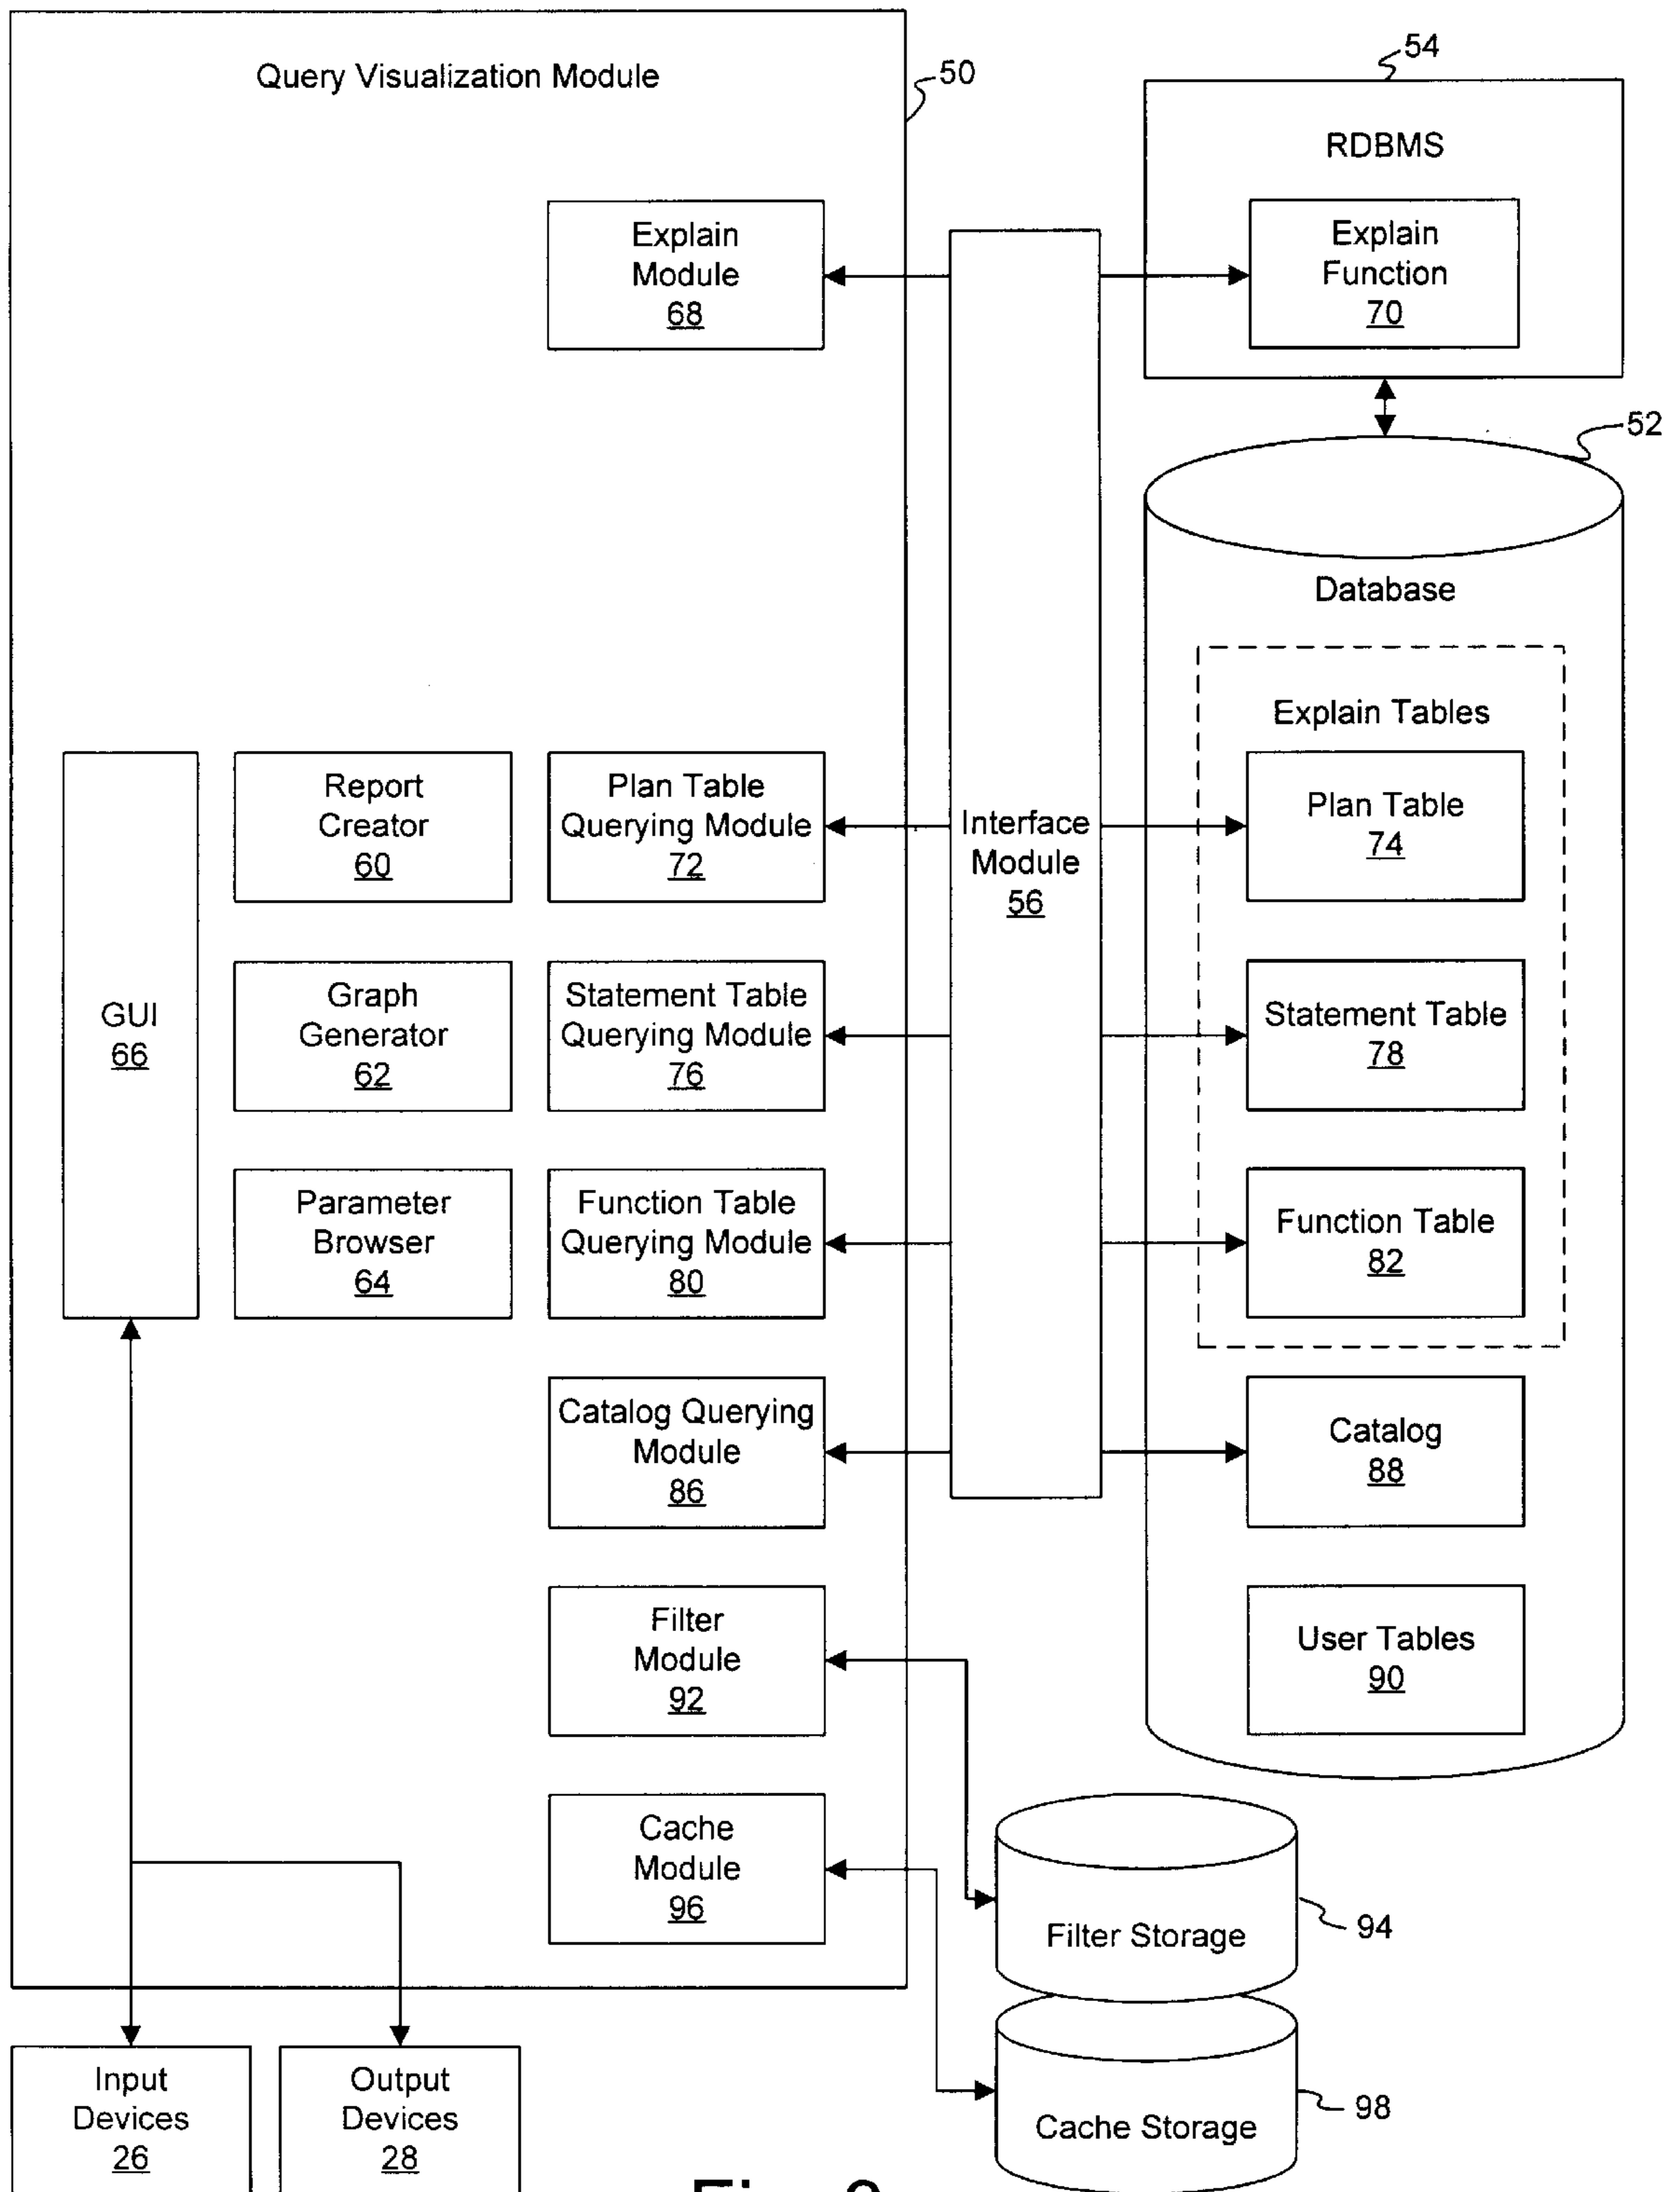 Query Visualization Module
50
54
RDBMS
Explain
Module
68
Explain
Function
70
52
Database
Explain Tables
GUI
66
Report
Creator
60
Plan Table
Querying Module
72
Interface
Module
56
Plan Table
74
Graph
Generator
62
Statement Table
Querying Module
76
Statement Table
78
Parameter
Browser
64
Function Table
Querying Module
80
Function Table
82
Catalog Querying
Module
86
Catalog
88
Filter
Module
92
User Tables
90
Cache
Module
96
Filter Storage
94
Input
Devices
26
Output
Devices
28
Cache Storage
98